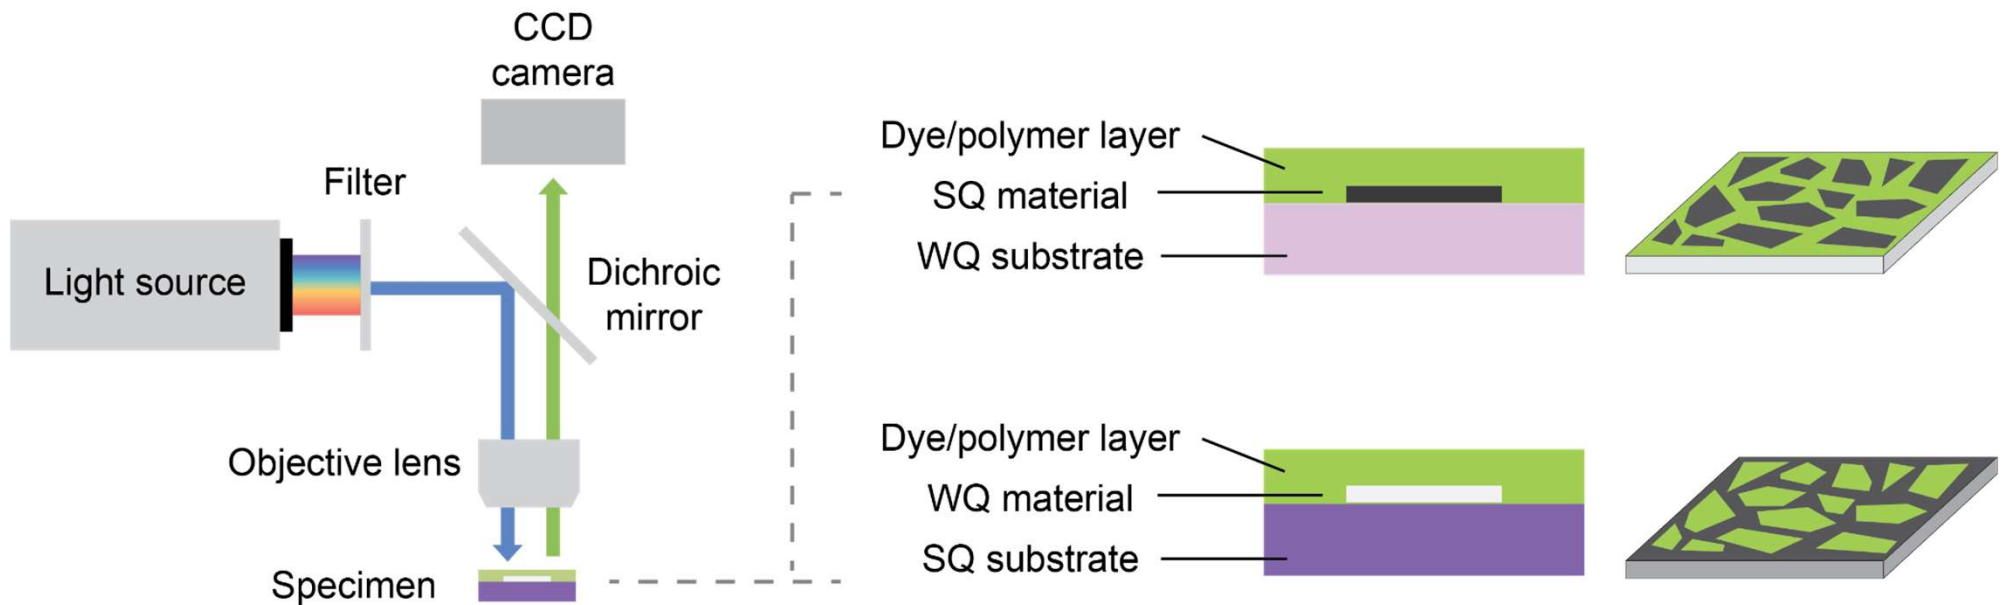 CCD
camera
Filter
Light source
Dichroic
mirror
Objective lens
Specimen
Dye/polymer layer
SQ material
WQ substrate
Dye/polymer layer
WQ material
SQ substrate